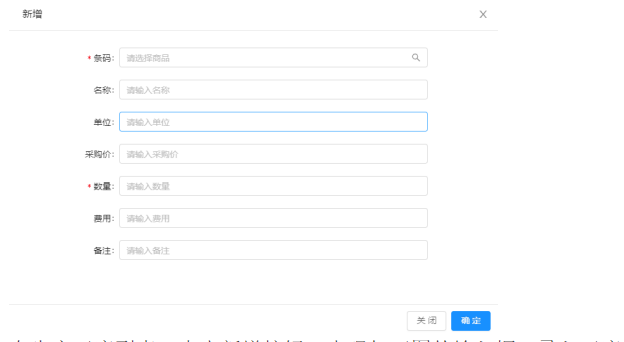 新增
* 条码： 请选择商品
名称： 请输入名称
单位： 请输入单位
采购价： 请输入采购价
* 数量： 请输入数量
费用： 请输入费用
备注： 请输入备注
关 闭 确 定